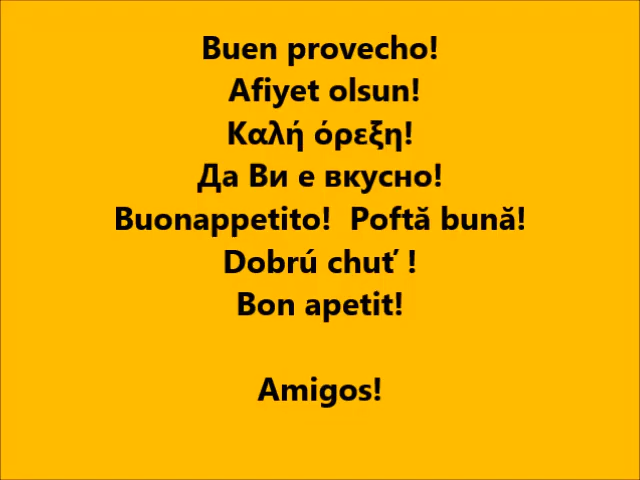 Buen provecho!
Afiyet olsun!
Καλή όρεξη!
Да Ви е вкусно!
Buonappetito!  Poftă bună!
Dobrú chuť !
Bon apetit!
Amigos!